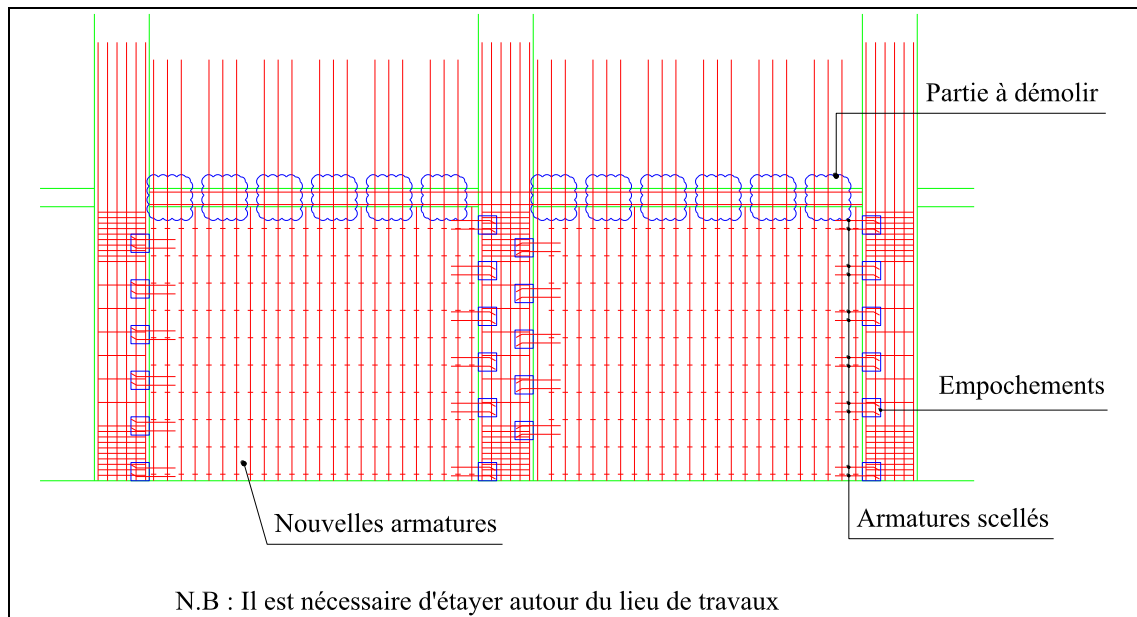 Partie à démolir
Empochements
Nouvelles armatures
Armatures scellés
N.B : Il est nécessaire d'étayer autour du lieu de travaux